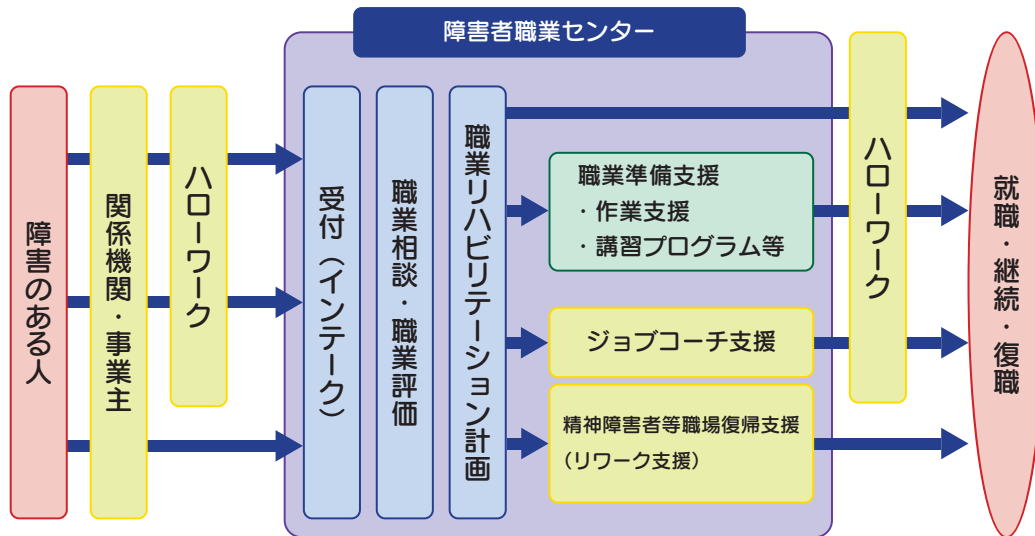 障害者職業センター
障害のある人
関係機関・事業主
ハローワーク
受付（インテーク）
職業相談・職業評価
職業リハビリテーション計画
職業準備支援
・作業支援
・講習プログラム等
ジョブコーチ支援
精神障害者等職場復帰支援
（リワーク支援）
ハローワーク
就職・継続・復職